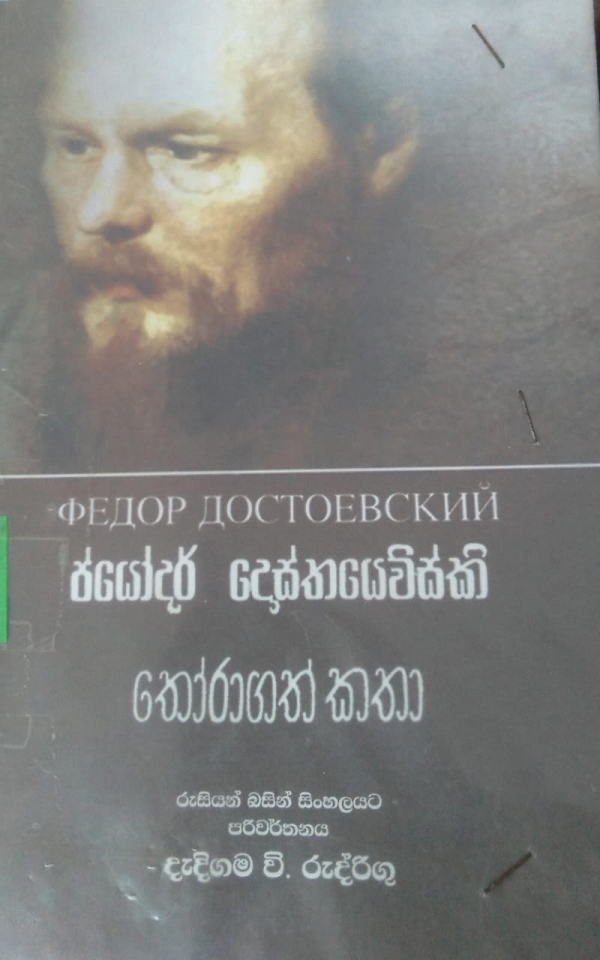 ФЕДОР ДОСТОЕВСКИЙ
ෆියෝදර් දොස්තයෙව්ස්කි
තෝරාගත් කතා
රුසියන් බසින් සිංහලයට
පරිවර්තනය
දැදිගම වි. රුද්රිගු